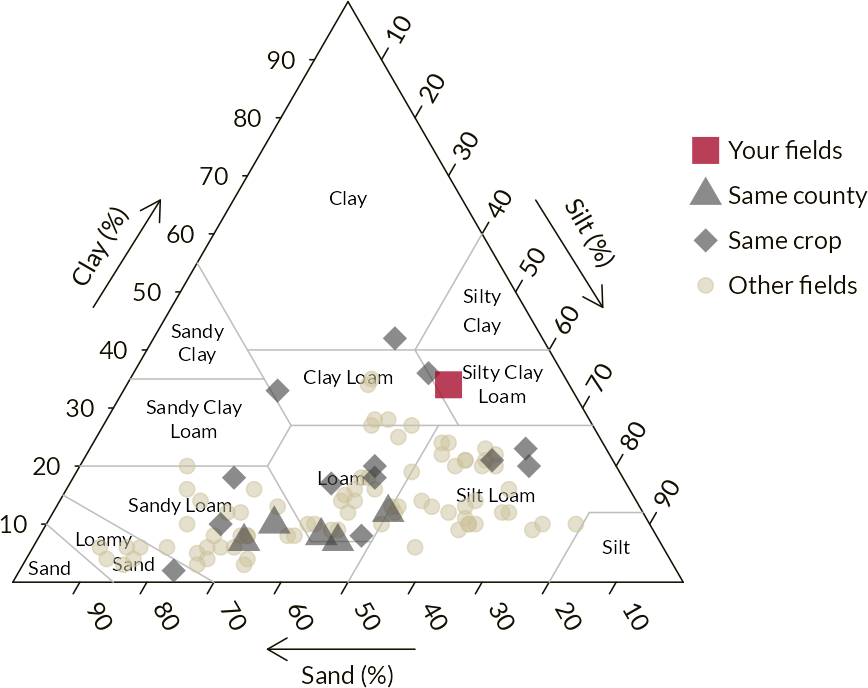 10
90
20
80
30
Your fields
70
Same county
Clay
40
Same crop
60
Clay (%)
Silt (%)
50
Other fields
50
Silty
Clay
60
Sandy
Clay
40
Clay Loam
Silty Clay
Loam
70
30
Sandy Clay
Loam
80
20
Loam
Silt Loam
90
Sandy Loam
10
Loamy
Sand
Silt
Sand
90
80
70
60
50
40
30
20
10
Sand (%)